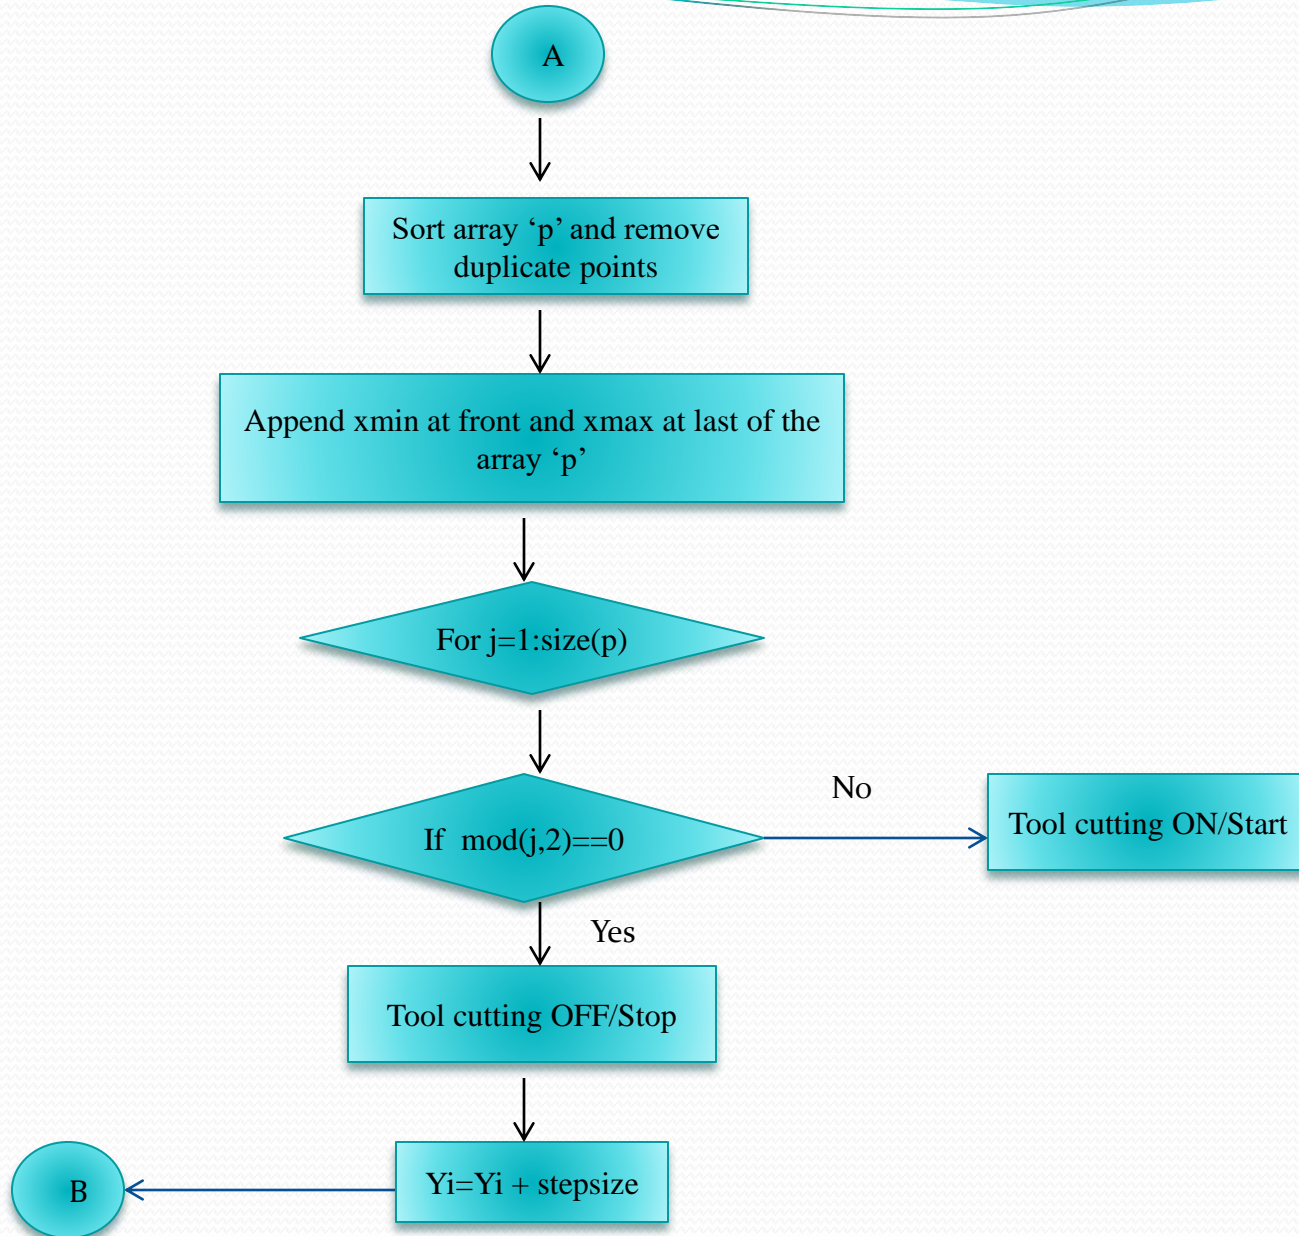 A
Sort array ‘p’ and remove
duplicate points
Append xmin at front and xmax at last of the
array ‘p’
For j=1:size(p)
If  mod(j,2)==0
No
Tool cutting ON/Start
Yes
Tool cutting OFF/Stop
Yi=Yi + stepsize
B